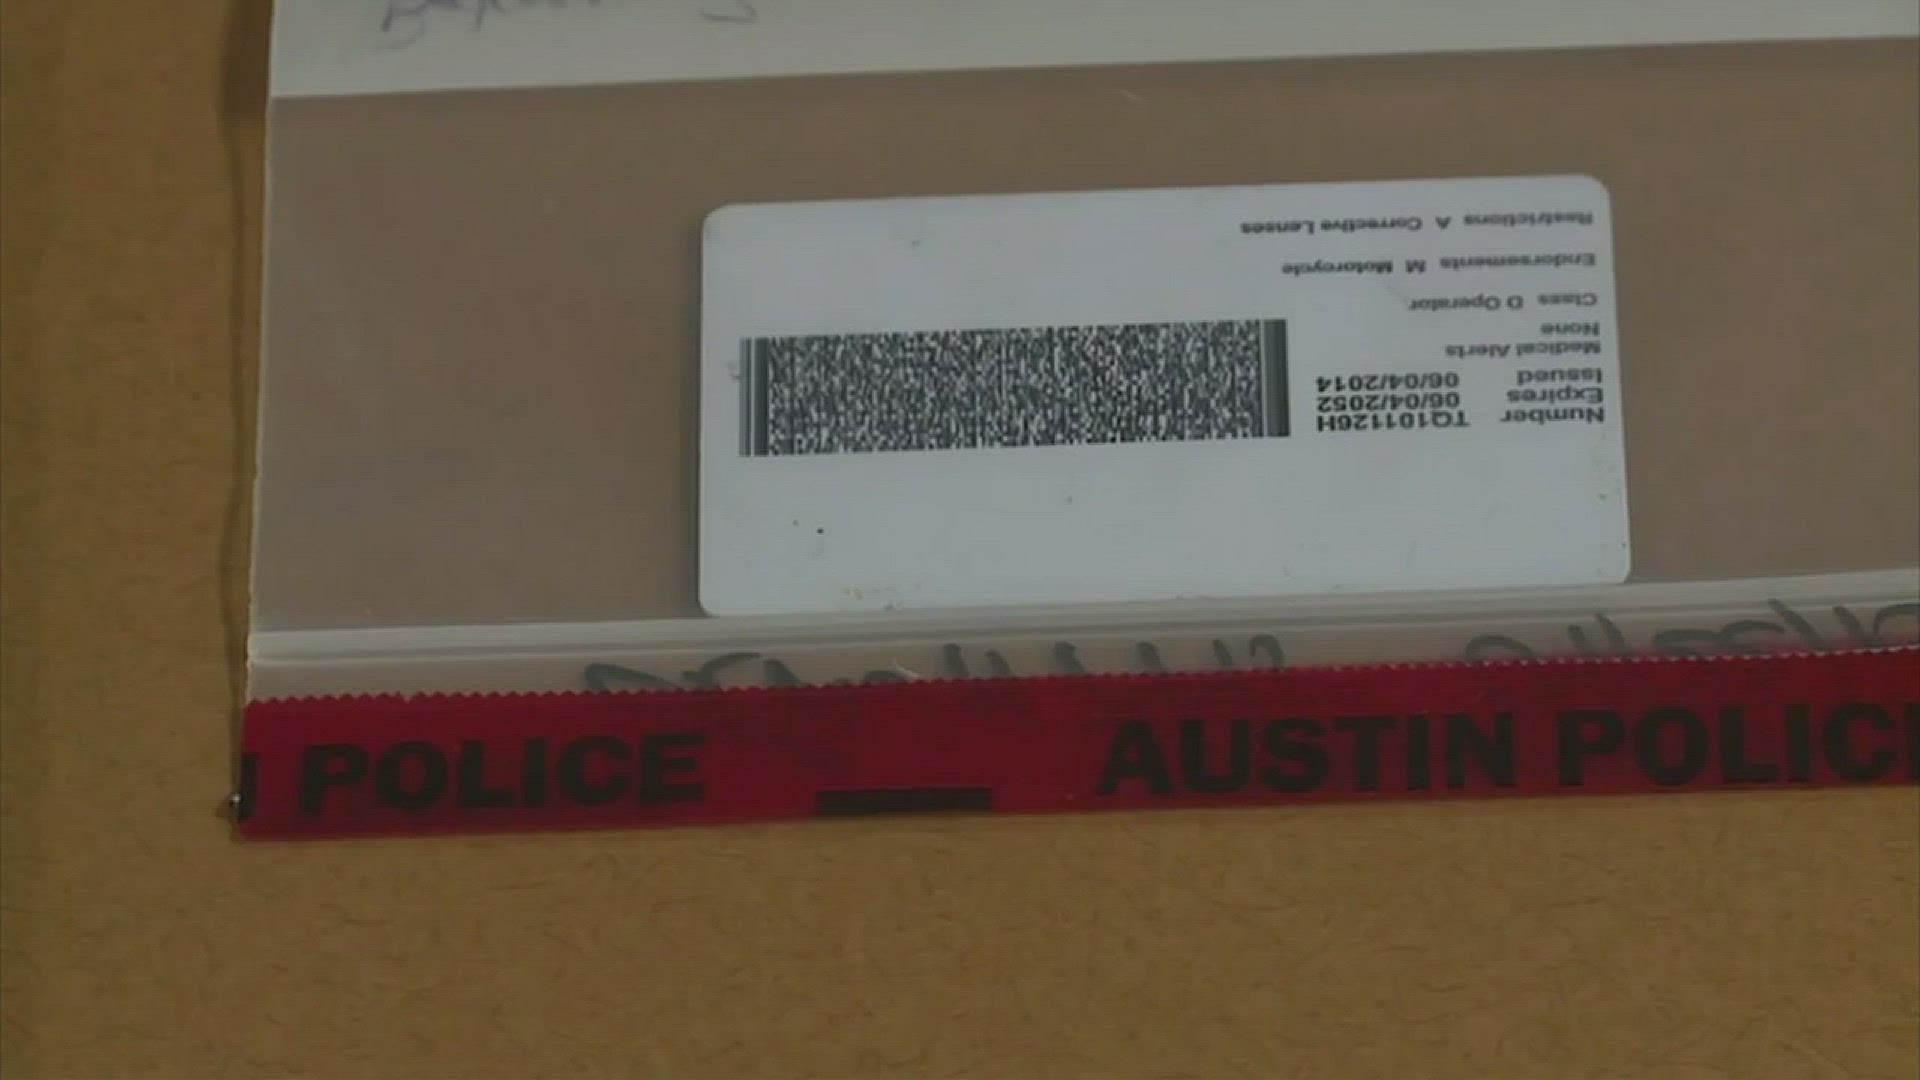 Number TQ101126H
Expires 06/04/2052
Issued 06/04/2014
Medical Alerts
None
Class D Operator
Endorsements M Motorcycle
Restrictions A Corrective Lenses
POLICE — AUSTIN POLIC